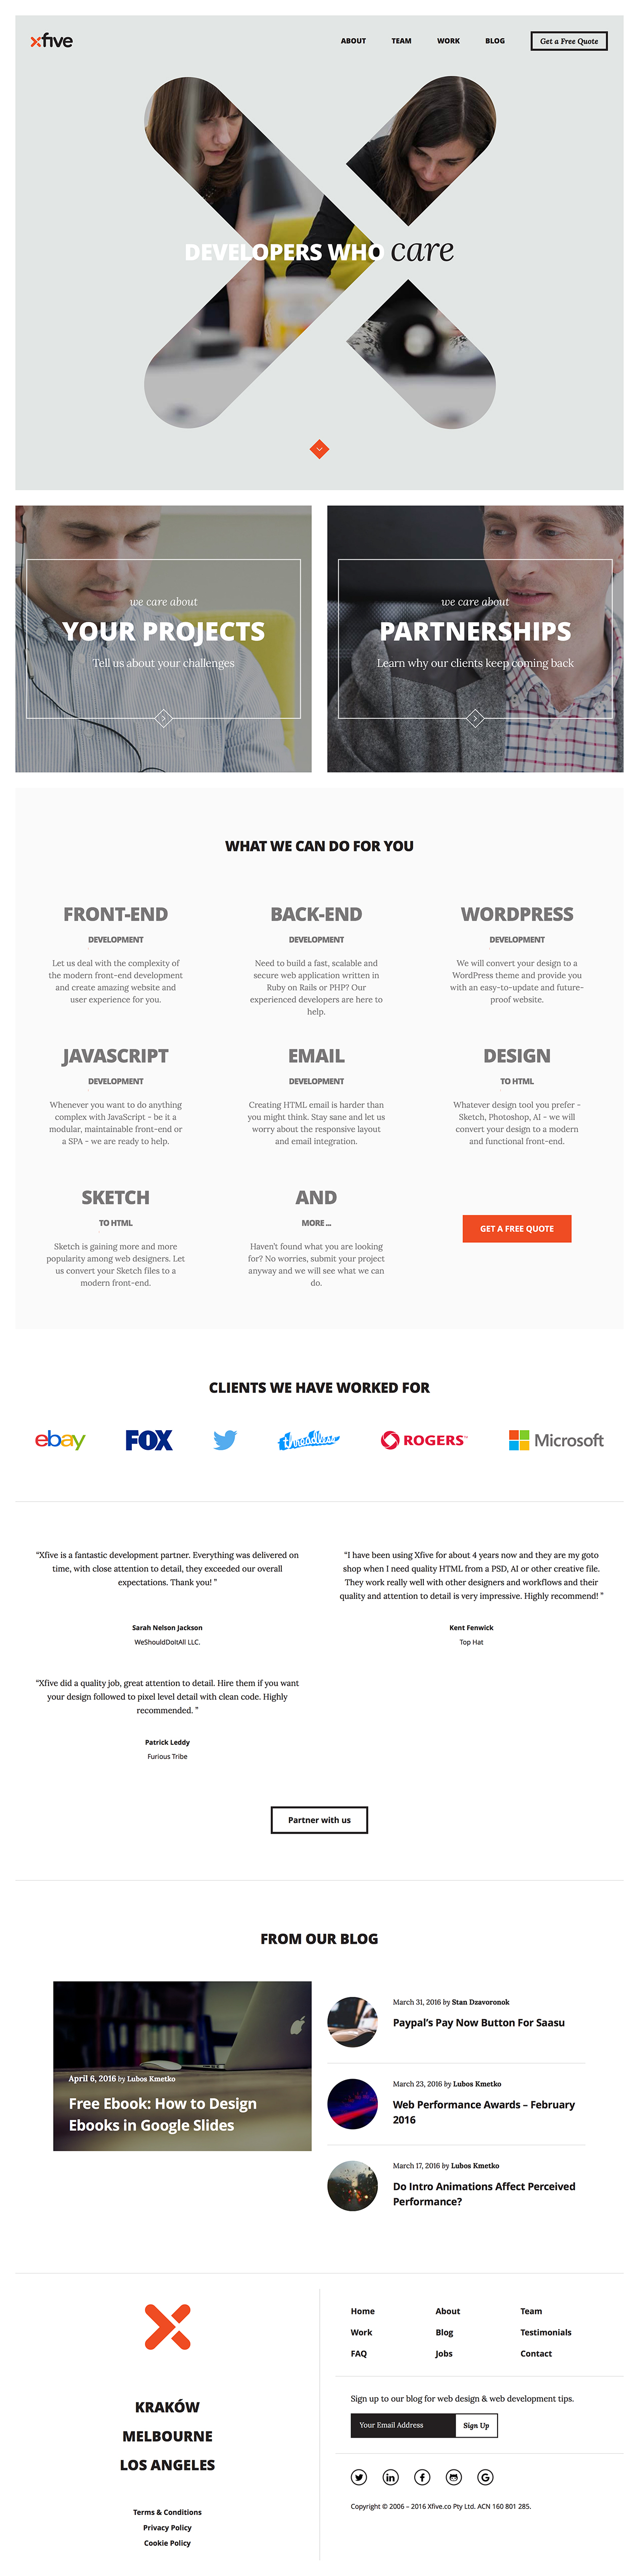 xfive
ABOUT TEAM WORK BLOG Get a Free Quote
DEVELOPERS WHO care
we care about
YOUR PROJECTS
Tell us about your challenges
we care about
PARTNERSHIPS
Learn why our clients keep coming back
WHAT WE CAN DO FOR YOU
FRONT-END
DEVELOPMENT
Let us deal with the complexity of
the modern front-end development
and create amazing website and
user experience for you.
BACK-END
DEVELOPMENT
Need to build a fast, scalable and
secure web application written in
Ruby on Rails or PHP? Our
experienced developers are here to
help.
WORDPRESS
DEVELOPMENT
We will convert your design to a
WordPress theme and provide you
with an easy-to-update and future-
proof website.
JAVASCRIPT
DEVELOPMENT
Whenever you want to do anything
complex with JavaScript - be it a
modular, maintainable front-end or
a SPA - we are ready to help.
EMAIL
DEVELOPMENT
Creating HTML email is harder than
you might think. Stay sane and let us
worry about the responsive layout
and email integration.
DESIGN
TO HTML
Whatever design tool you prefer -
Sketch, Photoshop, AI - we will
convert your design to a modern
and functional front-end.
SKETCH
TO HTML
Sketch is gaining more and more
popularity among web designers. Let
us convert your Sketch files to a
modern front-end.
AND
MORE ...
Haven't found what you are looking
for? No worries, submit your project
anyway and we will see what we can
do.
GET A FREE QUOTE
CLIENTS WE HAVE WORKED FOR
ebay FOX threadless ROGERS™ Microsoft
“Xfive is a fantastic development partner. Everything was delivered on
time, with close attention to detail, they exceeded our overall
expectations. Thank you! ”
Sarah Nelson Jackson
WeShouldDoItAll LLC.
“I have been using Xfive for about 4 years now and they are my goto
shop when I need quality HTML from a PSD, AI or other creative file.
They work really well with other designers and workflows and their
quality and attention to detail is very impressive. Highly recommend! ”
Kent Fenwick
Top Hat
“Xfive did a quality job, great attention to detail. Hire them if you want
your design followed to pixel level detail with clean code. Highly
recommended. ”
Patrick Leddy
Furious Tribe
Partner with us
FROM OUR BLOG
April 6, 2016 by Lubos Kmetko
Free Ebook: How to Design
Ebooks in Google Slides
March 31, 2016 by Stan Dzavoronok
Paypal's Pay Now Button For Saasu
March 23, 2016 by Lubos Kmetko
Web Performance Awards – February
2016
March 17, 2016 by Lubos Kmetko
Do Intro Animations Affect Perceived
Performance?
KRAKÓW
MELBOURNE
LOS ANGELES
Terms & Conditions
Privacy Policy
Cookie Policy
Home About Team
Work Blog Testimonials
FAQ Jobs Contact
Sign up to our blog for web design & web development tips.
Your Email Address Sign Up
Copyright © 2006 – 2016 Xfive.co Pty Ltd, ACN 160 801 285.